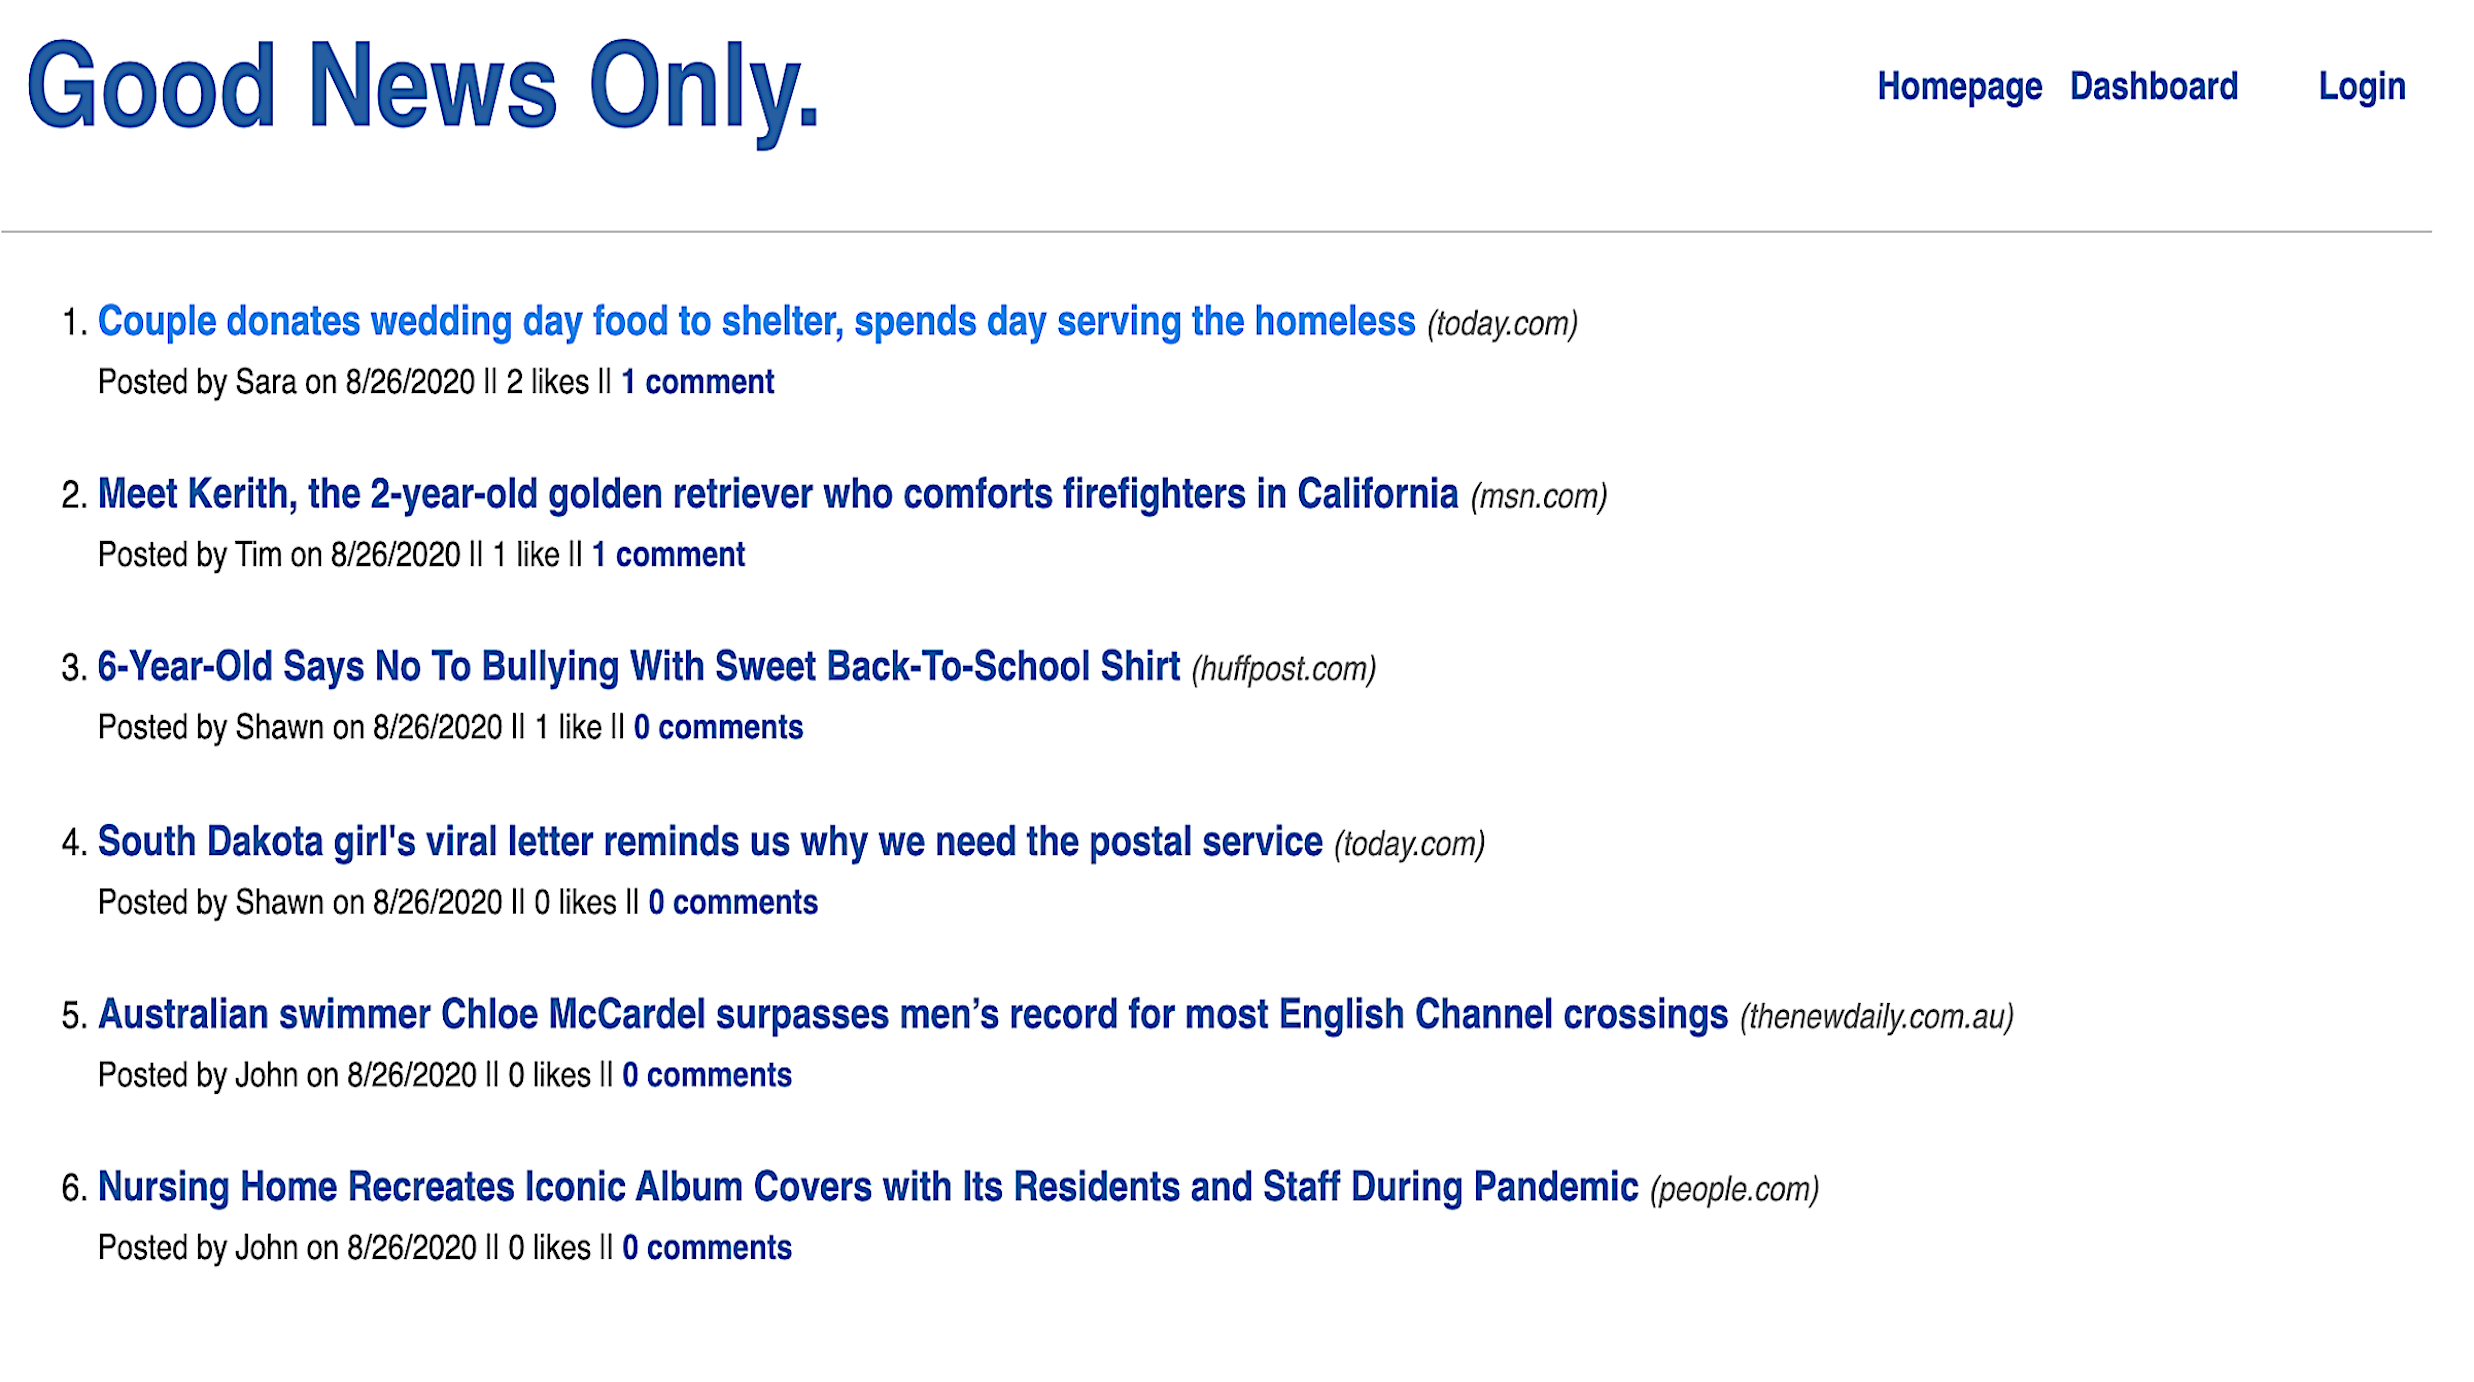 Good News Only.
Homepage Dashboard Login
1. Couple donates wedding day food to shelter, spends day serving the homeless (today.com)
Posted by Sara on 8/26/2020 || 2 likes || 1 comment
2. Meet Kerith, the 2-year-old golden retriever who comforts firefighters in California (msn.com)
Posted by Tim on 8/26/2020 || 1 like || 1 comment
3. 6-Year-Old Says No To Bullying With Sweet Back-To-School Shirt (huffpost.com)
Posted by Shawn on 8/26/2020 || 1 like || 0 comments
4. South Dakota girl's viral letter reminds us why we need the postal service (today.com)
Posted by Shawn on 8/26/2020 || 0 likes || 0 comments
5. Australian swimmer Chloe McCardel surpasses men’s record for most English Channel crossings (thenewdaily.com.au)
Posted by John on 8/26/2020 || 0 likes || 0 comments
6. Nursing Home Recreates Iconic Album Covers with Its Residents and Staff During Pandemic (people.com)
Posted by John on 8/26/2020 || 0 likes || 0 comments